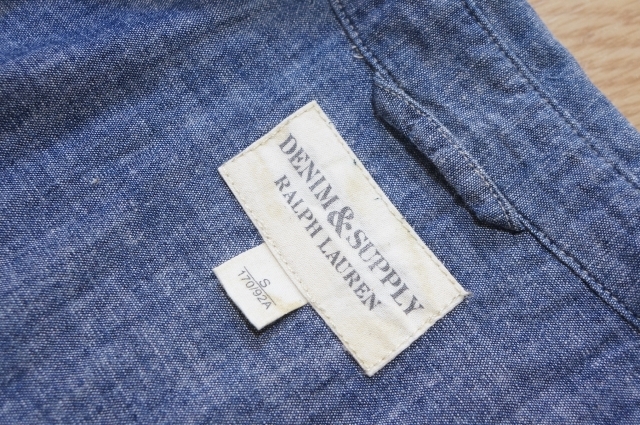 DENIM & SUPPLY
RALPH LAUREN
S
170/92A